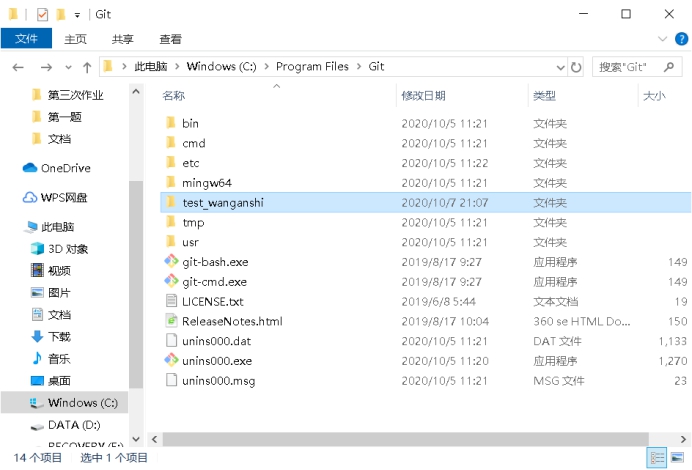 Git
文件 主页 共享 查看
此电脑 Windows (C:) Program Files Git 搜索"Git"
名称 修改日期 类型 大小
第三次作业
第一题
文档
OneDrive
WPS网盘
此电脑
3D 对象
视频
图片
文档
下载
音乐
桌面
Windows (C:)
DATA (D:)
RECOVERY (E:)
bin 2020/10/5 11:21 文件夹
cmd 2020/10/5 11:21 文件夹
etc 2020/10/5 11:22 文件夹
mingw64 2020/10/5 11:21 文件夹
test_wanganshi 2020/10/7 21:07 文件夹
tmp 2020/10/5 11:21 文件夹
usr 2020/10/5 11:21 文件夹
git-bash.exe 2019/8/17 9:27 应用程序 149
git-cmd.exe 2019/8/17 9:27 应用程序 149
LICENSE.txt 2019/6/8 5:44 文本文档 19
ReleaseNotes.html 2019/8/17 10:04 360 se HTML Do... 150
unins000.dat 2020/10/5 11:21 DAT 文件 1,133
unins000.exe 2020/10/5 11:20 应用程序 1,270
unins000.msg 2020/10/5 11:21 MSG 文件 23
14 个项目 选中 1 个项目